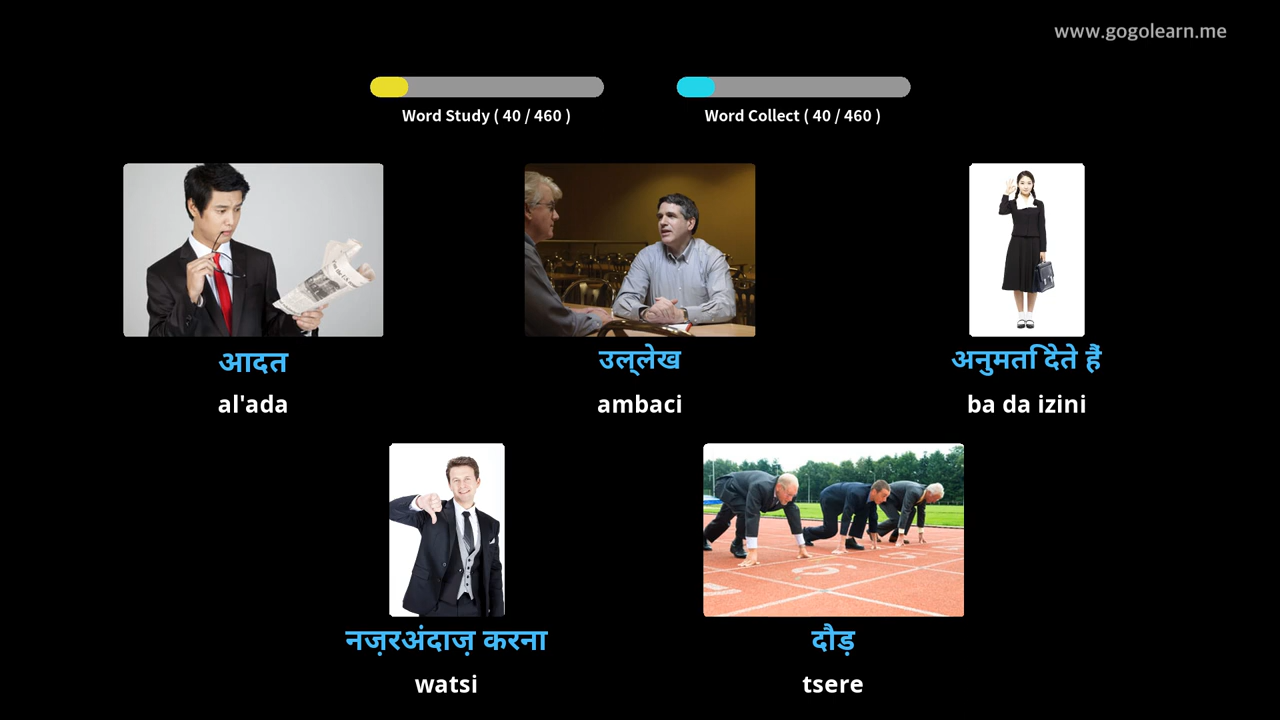 www.gogolearn.me
Word Study ( 40 / 460 )
Word Collect ( 40 / 460 )
आदत
al'ada
उल्लेख
ambaci
अनुमति देते हैं
ba da izini
नज़रअंदाज़ करना
watsi
दौड़
tsere